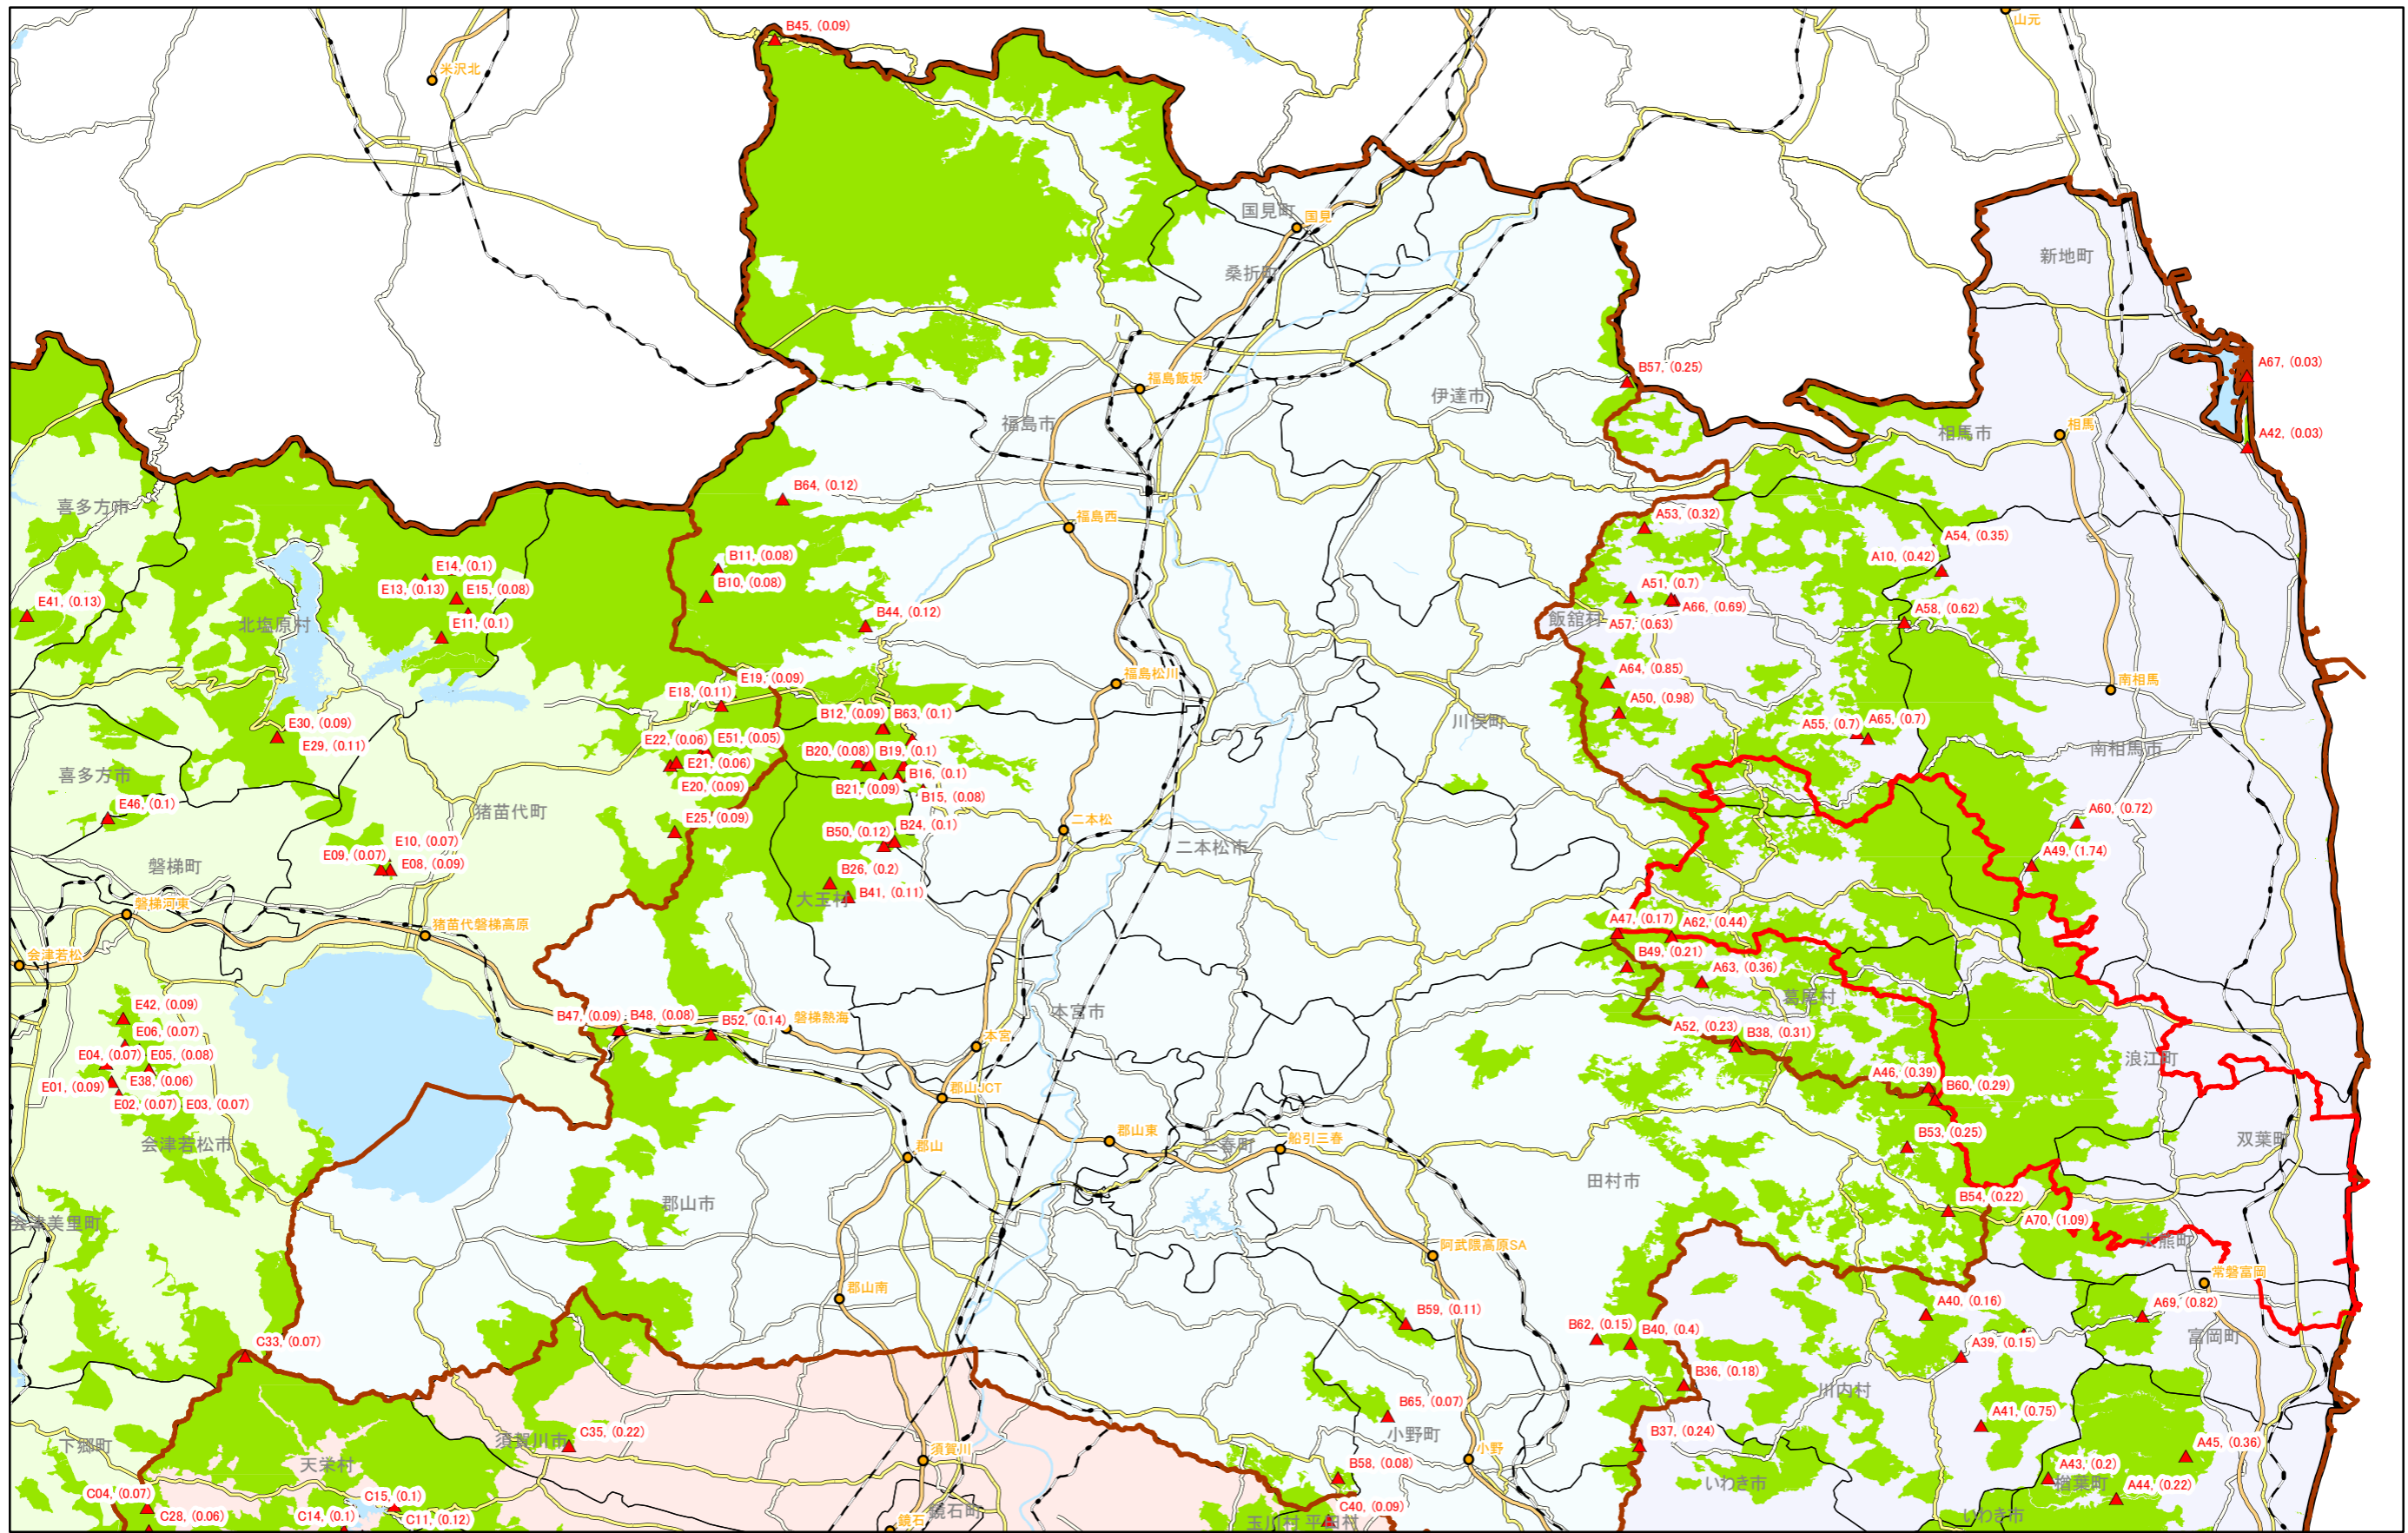 B45, (0.09)
山元
米沢北
国見町
国見
新地町
桑折町
福島飯坂
B57, (0.25)
伊達市
A67, (0.03)
福島市
相馬市
相馬
A42, (0.03)
喜多方市
B64, (0.12)
福島西
A53, (0.32)
A54, (0.35)
A10, (0.42)
B11, (0.08)
B10, (0.08)
E14, (0.1)
E13, (0.13)
E15, (0.08)
E41, (0.13)
E11, (0.1)
北塩原村
B44, (0.12)
A51, (0.7)
A66, (0.69)
A58, (0.62)
飯舘村
A57, (0.63)
E19, (0.09)
E18, (0.11)
福島松川
A64, (0.85)
南相馬
A50, (0.98)
B12, (0.09)
B63, (0.1)
川俣町
A55, (0.7)
A65, (0.7)
E30, (0.09)
E29, (0.11)
E22, (0.06)
E51, (0.05)
B20, (0.08)
B19, (0.1)
南相馬市
E21, (0.06)
B16, (0.1)
喜多方市
E20, (0.09)
B21, (0.09)
B15, (0.08)
E46, (0.1)
猪苗代町
E25, (0.09)
B50, (0.12)
B24, (0.1)
二本松
A60, (0.72)
E10, (0.07)
E09, (0.07)
E08, (0.09)
二本松市
A49, (1.74)
磐梯町
B26, (0.2)
大玉村
B41, (0.11)
磐梯河東
猪苗代磐梯高原
A47, (0.17)
A62, (0.44)
会津若松
B49, (0.21)
A63, (0.36)
葛尾村
E42, (0.09)
本宮市
B47, (0.09)
B48, (0.08)
B52, (0.14)
磐梯熱海
E06, (0.07)
A52, (0.23)
B38, (0.31)
E04, (0.07)
E05, (0.08)
本宮
浪江町
E01, (0.09)
E38, (0.06)
郡山JCT
A46, (0.39)
B60, (0.29)
E02, (0.07)
E03, (0.07)
会津若松市
郡山
郡山東
三春町
船引三春
B53, (0.25)
双葉町
田村市
郡山市
B54, (0.22)
会津美里町
A70, (1.09)
大熊町
阿武隈高原SA
常磐富岡
郡山南
B59, (0.11)
A40, (0.16)
A69, (0.82)
B62, (0.15)
B40, (0.4)
富岡町
C33, (0.07)
A39, (0.15)
B36, (0.18)
川内村
B65, (0.07)
小野町
A41, (0.75)
C35, (0.22)
須賀川市
B37, (0.24)
下郷町
天栄村
須賀川
小野
A45, (0.36)
B58, (0.08)
A43, (0.2)
楢葉町
いわき市
C04, (0.07)
C15, (0.1)
A44, (0.22)
C28, (0.06)
C14, (0.1)
C11, (0.12)
鏡石
鏡石町
C40, (0.09)
玉川村
平田村
いわき市